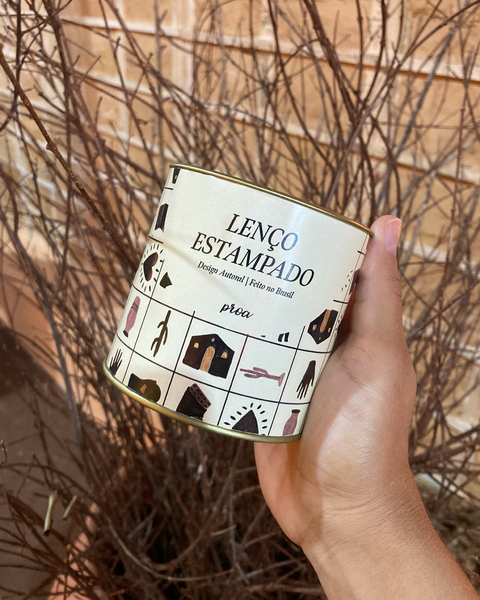 LENÇO
ESTAMPADO
Design Autoral | Feito no Brasil
proa